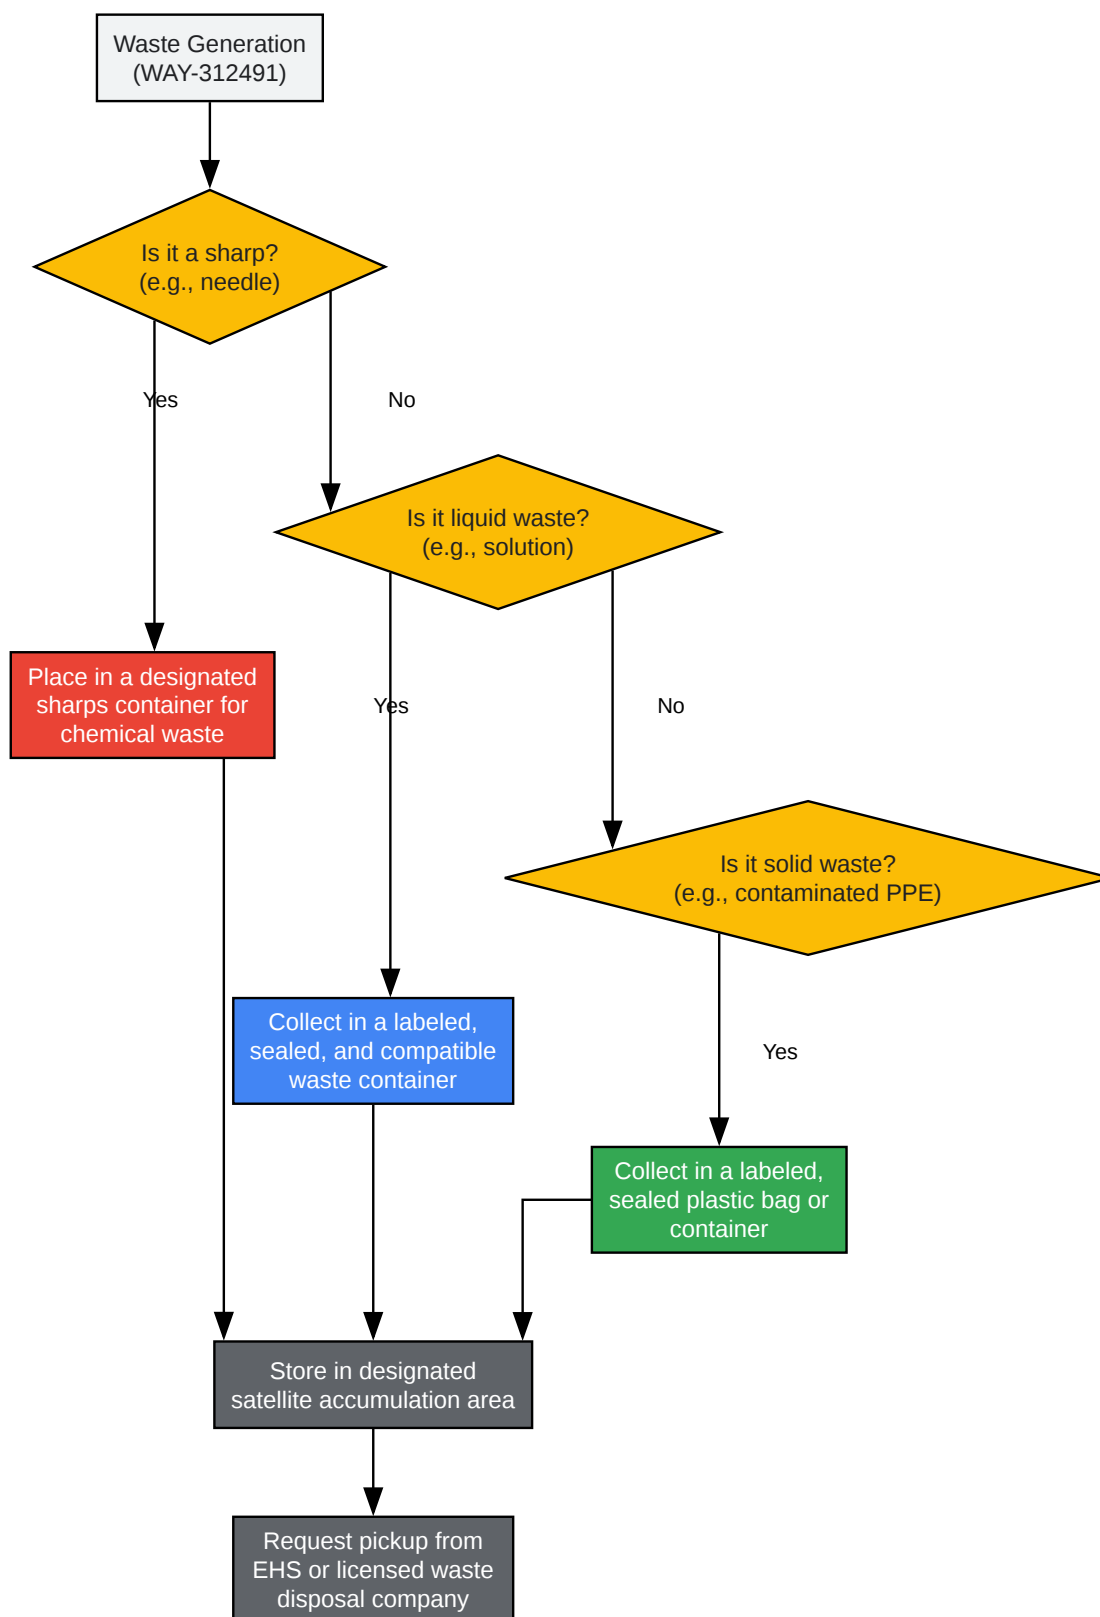 Waste Generation
(WAY-312491)
Is it a sharp?
(e.g., needle)
Yes
No
Is it liquid waste?
(e.g., solution)
Place in a designated
sharps container for
chemical waste
Yes
No
Is it solid waste?
(e.g., contaminated PPE)
Collect in a labeled,
sealed, and compatible
waste container
Yes
Collect in a labeled,
sealed plastic bag or
container
Store in designated
satellite accumulation area
Request pickup from
EHS or licensed waste
disposal company